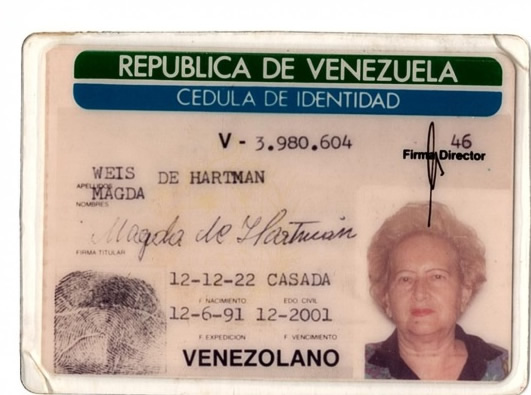 REPUBLICA DE VENEZUELA
CEDULA DE IDENTIDAD
V - 3.980.604 46
Firma Director
WEIS DE HARTMAN
APELLIDOS
MAGDA
NOMBRES
Magda de Hartmán
FIRMA TITULAR
12-12-22 CASADA
F. NACIMIENTO EDO. CIVIL
12-6-91 12-2001
F. EXPEDICION F. VENCIMIENTO
VENEZOLANO